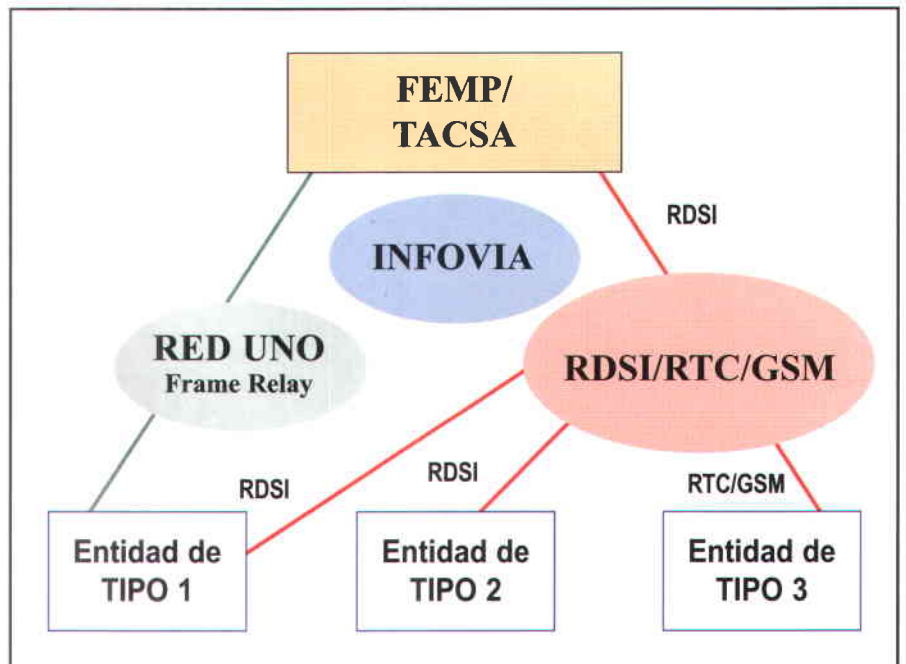 FEMP/
TACSA
RDSI
INFOVIA
RED UNO
Frame Relay
RDSI/RTC/GSM
RDSI
RDSI
RTC/GSM
Entidad de
TIPO 1
Entidad de
TIPO 2
Entidad de
TIPO 3